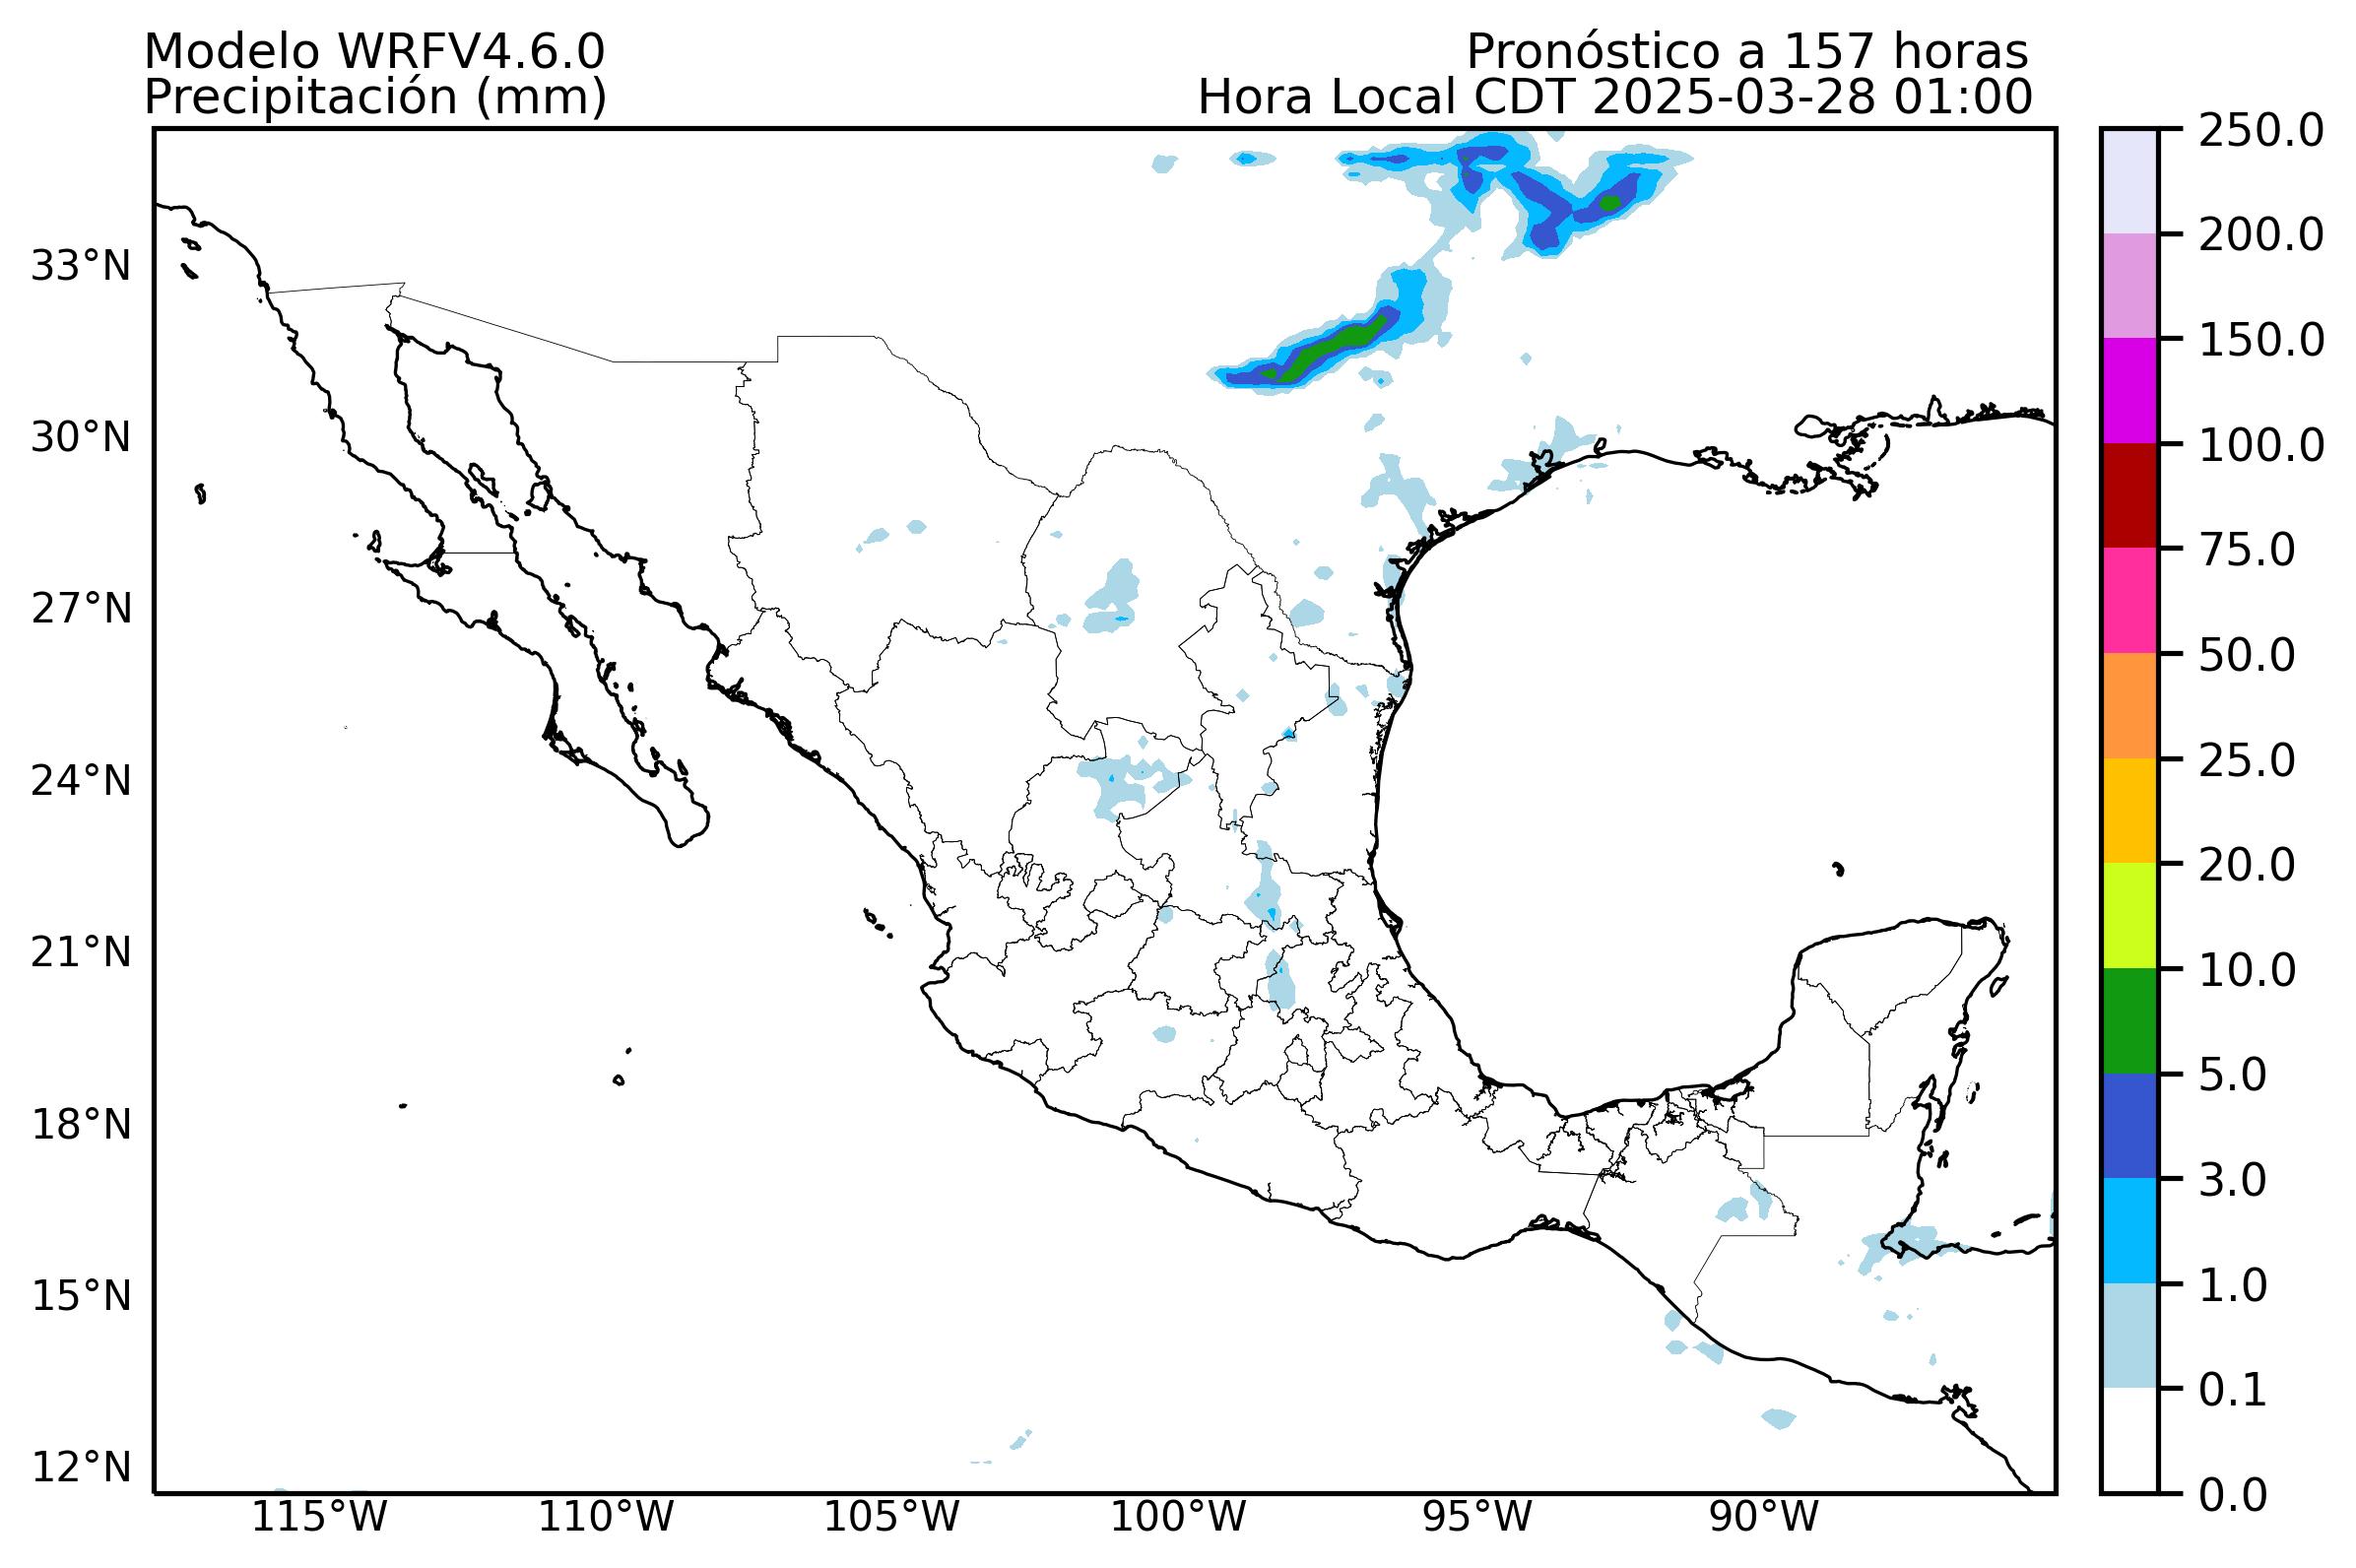 Modelo WRFV4.6.0
Precipitación (mm)
Pronóstico a 157 horas
Hora Local CDT 2025-03-28 01:00
33°N
30°N
27°N
24°N
21°N
18°N
15°N
12°N
115°W
110°W
105°W
100°W
95°W
90°W
250.0
200.0
150.0
100.0
75.0
50.0
25.0
20.0
10.0
5.0
3.0
1.0
0.1
0.0